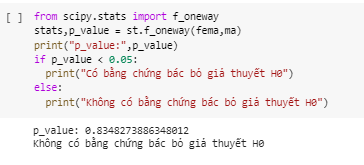 [ ] from scipy.stats import f_oneway
stats,p_value = st.f_oneway(fema,ma)
print("p_value:",p_value)
if p_value < 0.05:
  print("Có bằng chứng bác bỏ giả thuyết H0")
else:
  print("Không có bằng chứng bác bỏ giả thuyết H0")
p_value: 0.8348273886348012
Không có bằng chứng bác bỏ giả thuyết H0